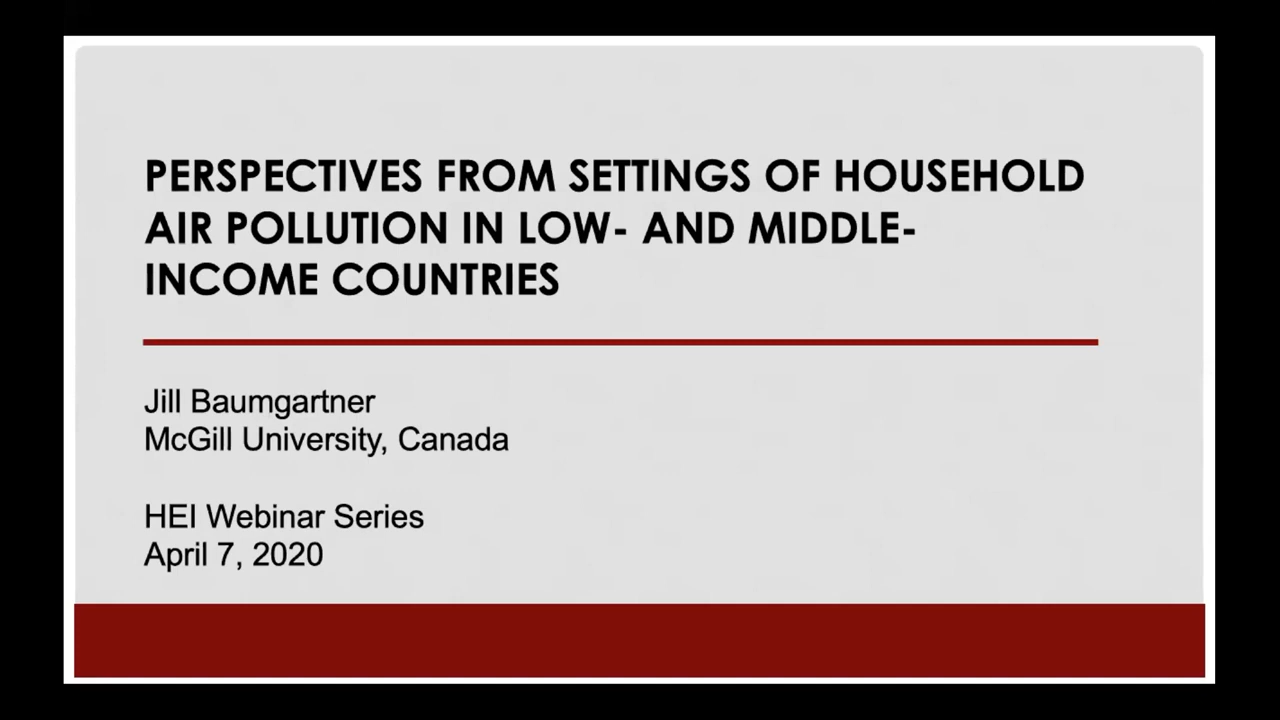 PERSPECTIVES FROM SETTINGS OF HOUSEHOLD
AIR POLLUTION IN LOW- AND MIDDLE-
INCOME COUNTRIES
Jill Baumgartner
McGill University, Canada
HEI Webinar Series
April 7, 2020